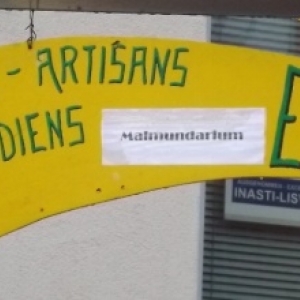 - ARTISANS
DIENS
Malmundarium
E
INASTI-LIS